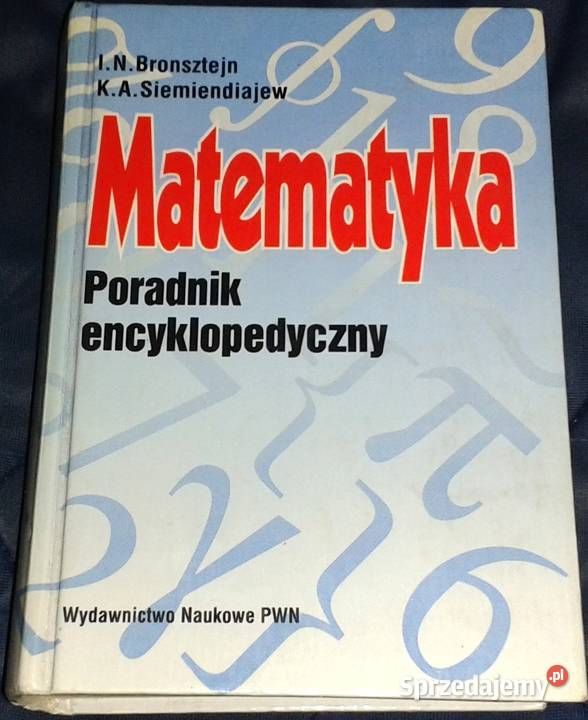 I.N.Bronsztejn
K.A.Siemiendiajew
Matematyka
Poradnik
encyklopedyczny
Wydawnictwo Naukowe PWN
Sprzedajemy.pl